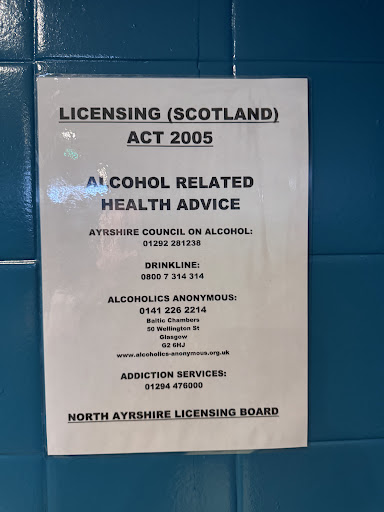 LICENSING (SCOTLAND)
ACT 2005
ALCOHOL RELATED
HEALTH ADVICE
AYRSHIRE COUNCIL ON ALCOHOL:
01292 281238
DRINKLINE:
0800 7 314 314
ALCOHOLICS ANONYMOUS:
0141 226 2214
Baltic Chambers
50 Wellington St
Glasgow
G2 6HJ
www.alcoholics-anonymous.org.uk
ADDICTION SERVICES:
01294 476000
NORTH AYRSHIRE LICENSING BOARD